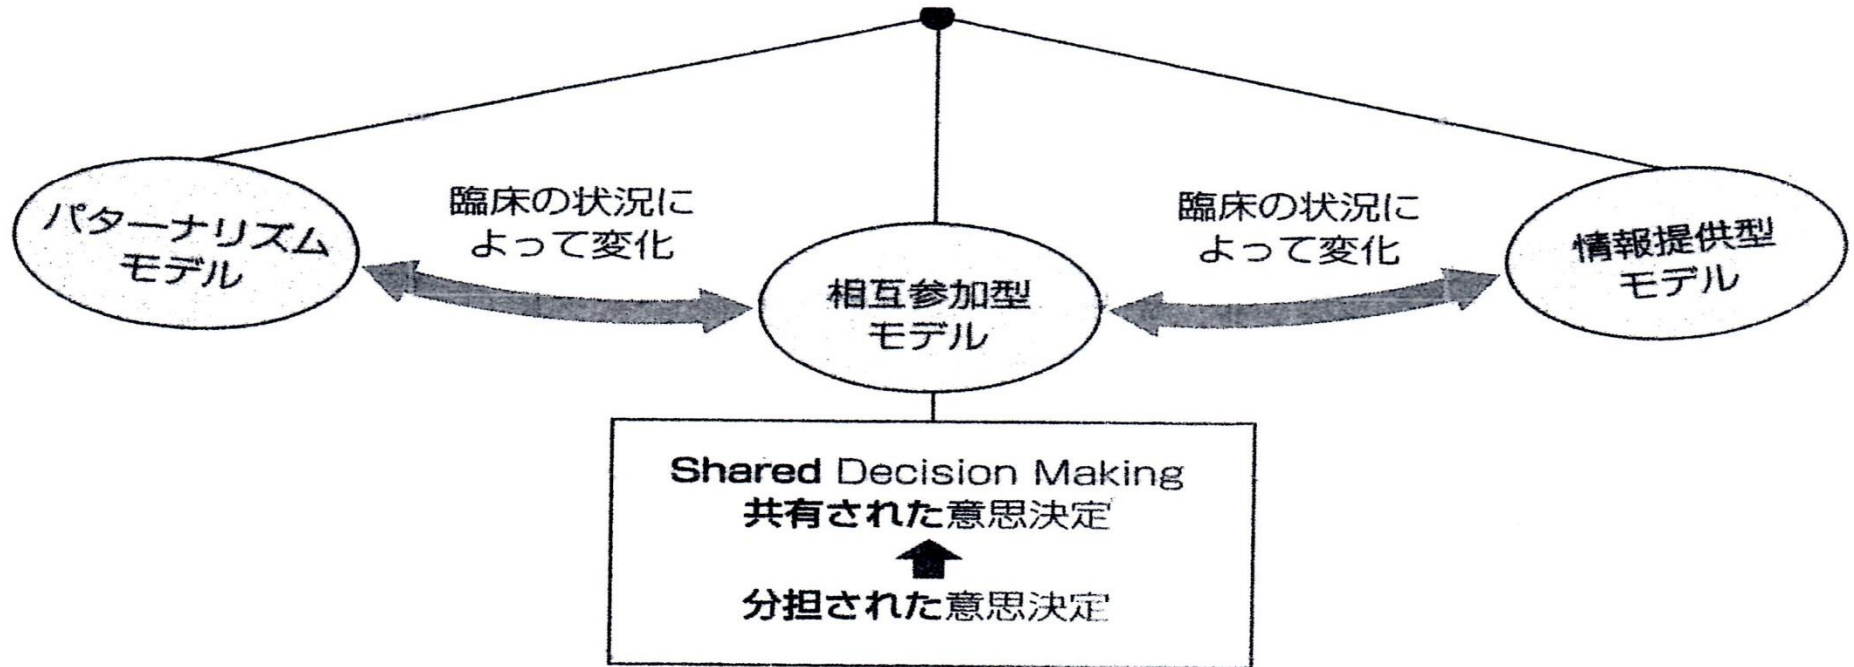 パターナリズム
モデル
臨床の状況に
よって変化
相互参加型
モデル
臨床の状況に
よって変化
情報提供型
モデル
Shared Decision Making
共有された意思決定
分担された意思決定